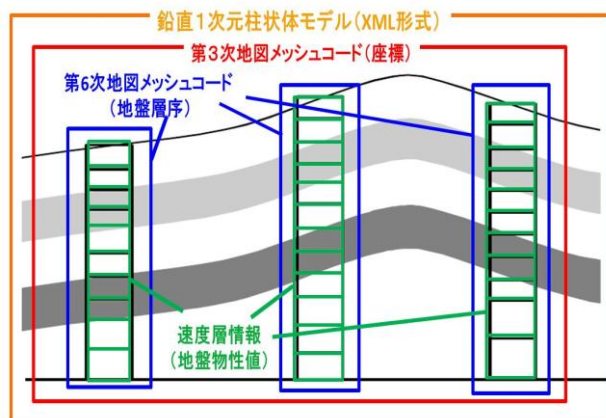 鉛直1次元柱状体モデル(XML形式)
第3次地図メッシュコード(座標)
第6次地図メッシュコード
(地盤層序)
速度層情報
(地盤物性値)